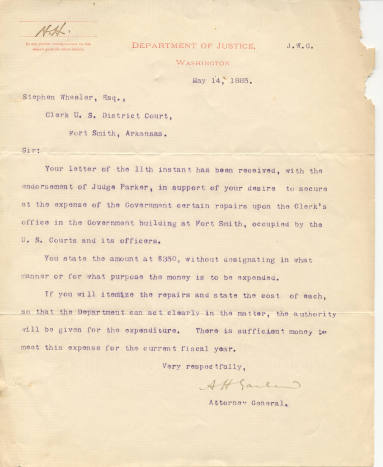 H.H.
DEPARTMENT OF JUSTICE,
J.W.G.
WASHINGTON
May 14, 1885.
Stephen Wheeler, Esq.,
Clerk U. S. District Court,
Fort Smith, Arkansas.
Sir:
Your letter of the 11th instant has been received, with the
endorsement of Judge Parker, in support of your desire to secure
at the expense of the Government certain repairs upon the Clerk's
office in the Government building at Fort Smith, occupied by the
U. S. Courts and its officers.
You state the amount at $350, without designating in what
manner or for what purpose the money is to be expended.
If you will itemize the repairs and state the cost of each,
so that the Department can act clearly in the matter, the authority
will be given for the expenditure. There is sufficient money to
meet this expense for the current fiscal year.
Very respectfully,
A H Garland
Attorney General.